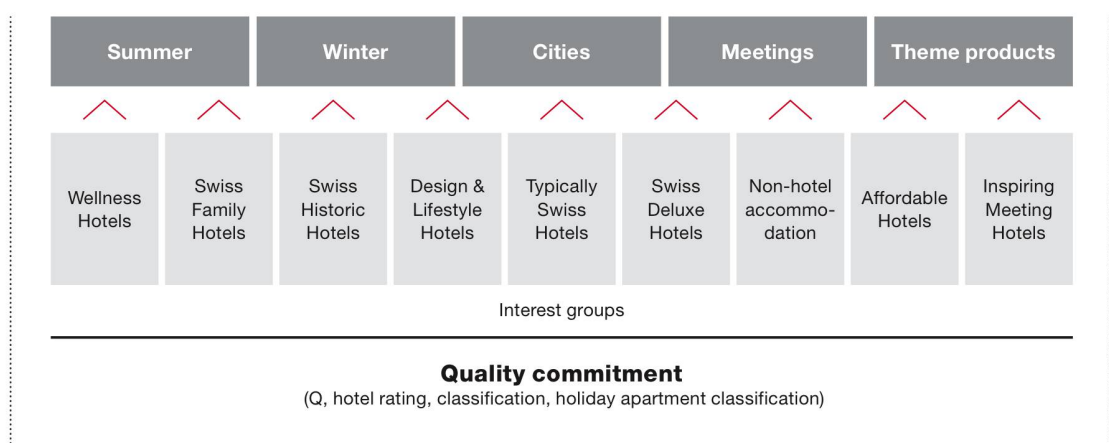 Summer
Winter
Cities
Meetings
Theme products
Wellness
Hotels
Swiss
Family
Hotels
Swiss
Historic
Hotels
Design &
Lifestyle
Hotels
Typically
Swiss
Hotels
Swiss
Deluxe
Hotels
Non-hotel
accommo-
dation
Affordable
Hotels
Inspiring
Meeting
Hotels
Interest groups
Quality commitment
(Q, hotel rating, classification, holiday apartment classification)